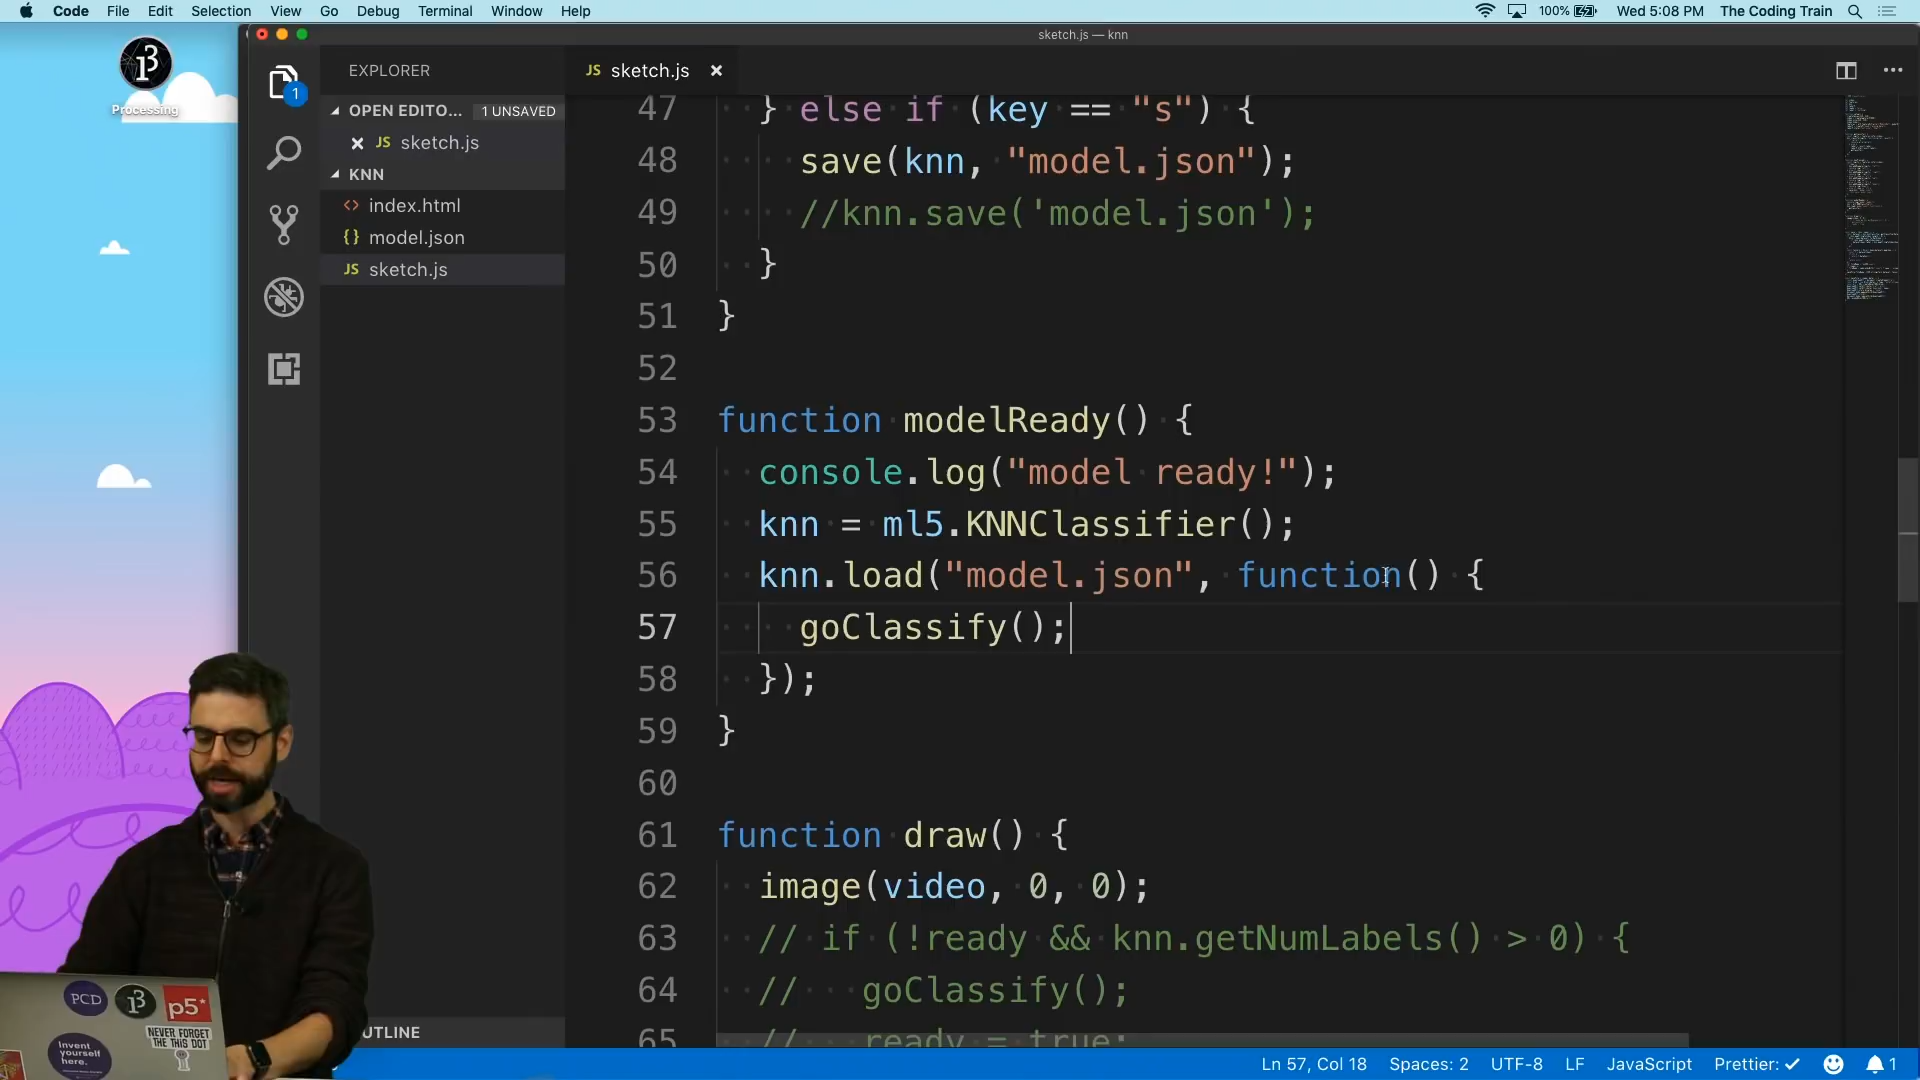 Code File Edit Selection View Go Debug Terminal Window Help 100% Wed 5:08 PM The Coding Train
sketch.js — knn
Processing
EXPLORER
OPEN EDITO... 1 UNSAVED
JS sketch.js
KNN
<> index.html
{} model.json
JS sketch.js
OUTLINE
1
JS sketch.js
47 } else if (key == "s") {
48 save(knn, "model.json");
49 //knn.save('model.json');
50 }
51 }
52
53 function modelReady() {
54 console.log("model ready!");
55 knn = ml5.KNNClassifier();
56 knn.load("model.json", function() {
57 goClassify();
58 });
59 }
60
61 function draw() {
62 image(video, 0, 0);
63 // if (!ready && knn.getNumLabels() > 0) {
64 // goClassify();
65 // ready = true;
PCD
p5*
NEVER FORGET
THE THIS DOT
Invent
yourself
here.
Ln 57, Col 18 Spaces: 2 UTF-8 LF JavaScript Prettier: ✓ 1